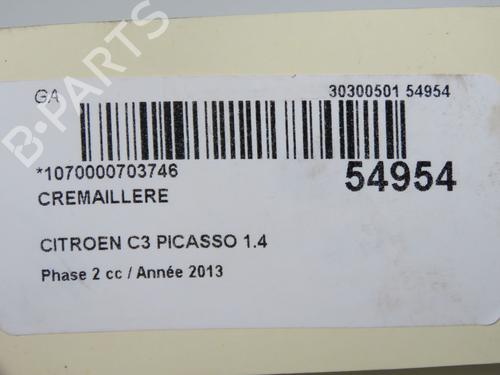 B-PARTS
GA
30300501 54954
*1070000703746
54954
CREMAILLERE
CITROEN C3 PICASSO 1.4
Phase 2 cc / Année 2013